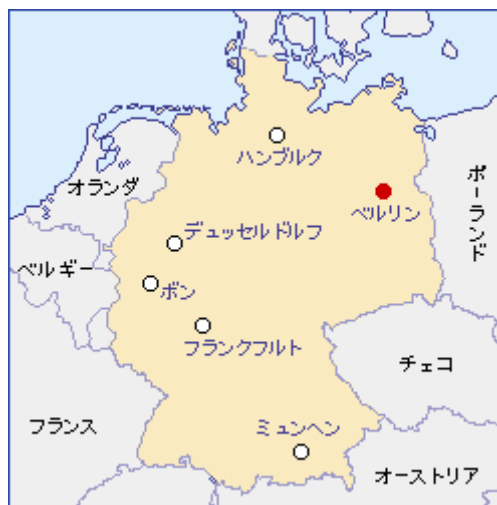 ハンブルク
ポーランド
オランダ
ベルリン
デュッセルドルフ
ベルギー
ボン
フランクフルト
チェコ
フランス
ミュンヘン
オーストリア